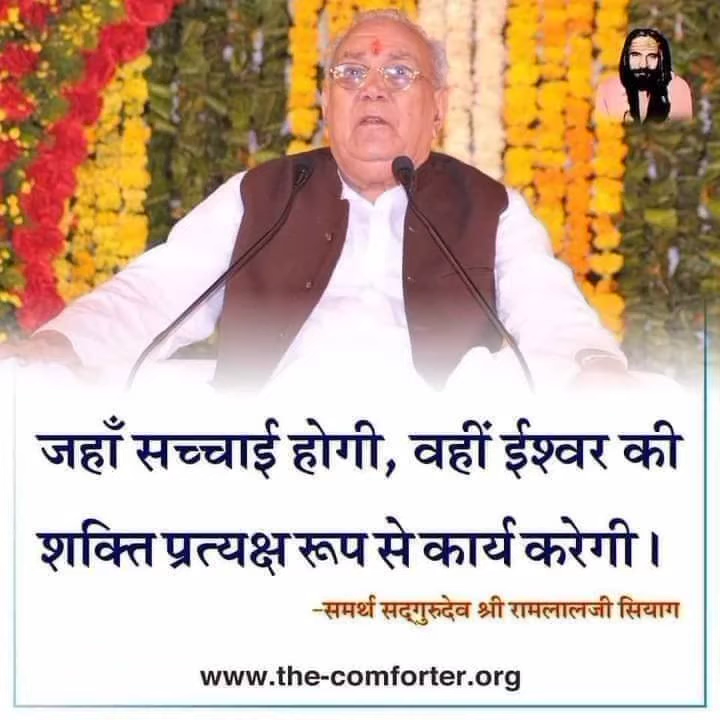 जहाँ सच्चाई होगी, वहीं ईश्वर की
शक्ति प्रत्यक्ष रूप से कार्य करेगी।
-समर्थ सद्गुरुदेव श्री रामलालजी सियाग
www.the-comforter.org